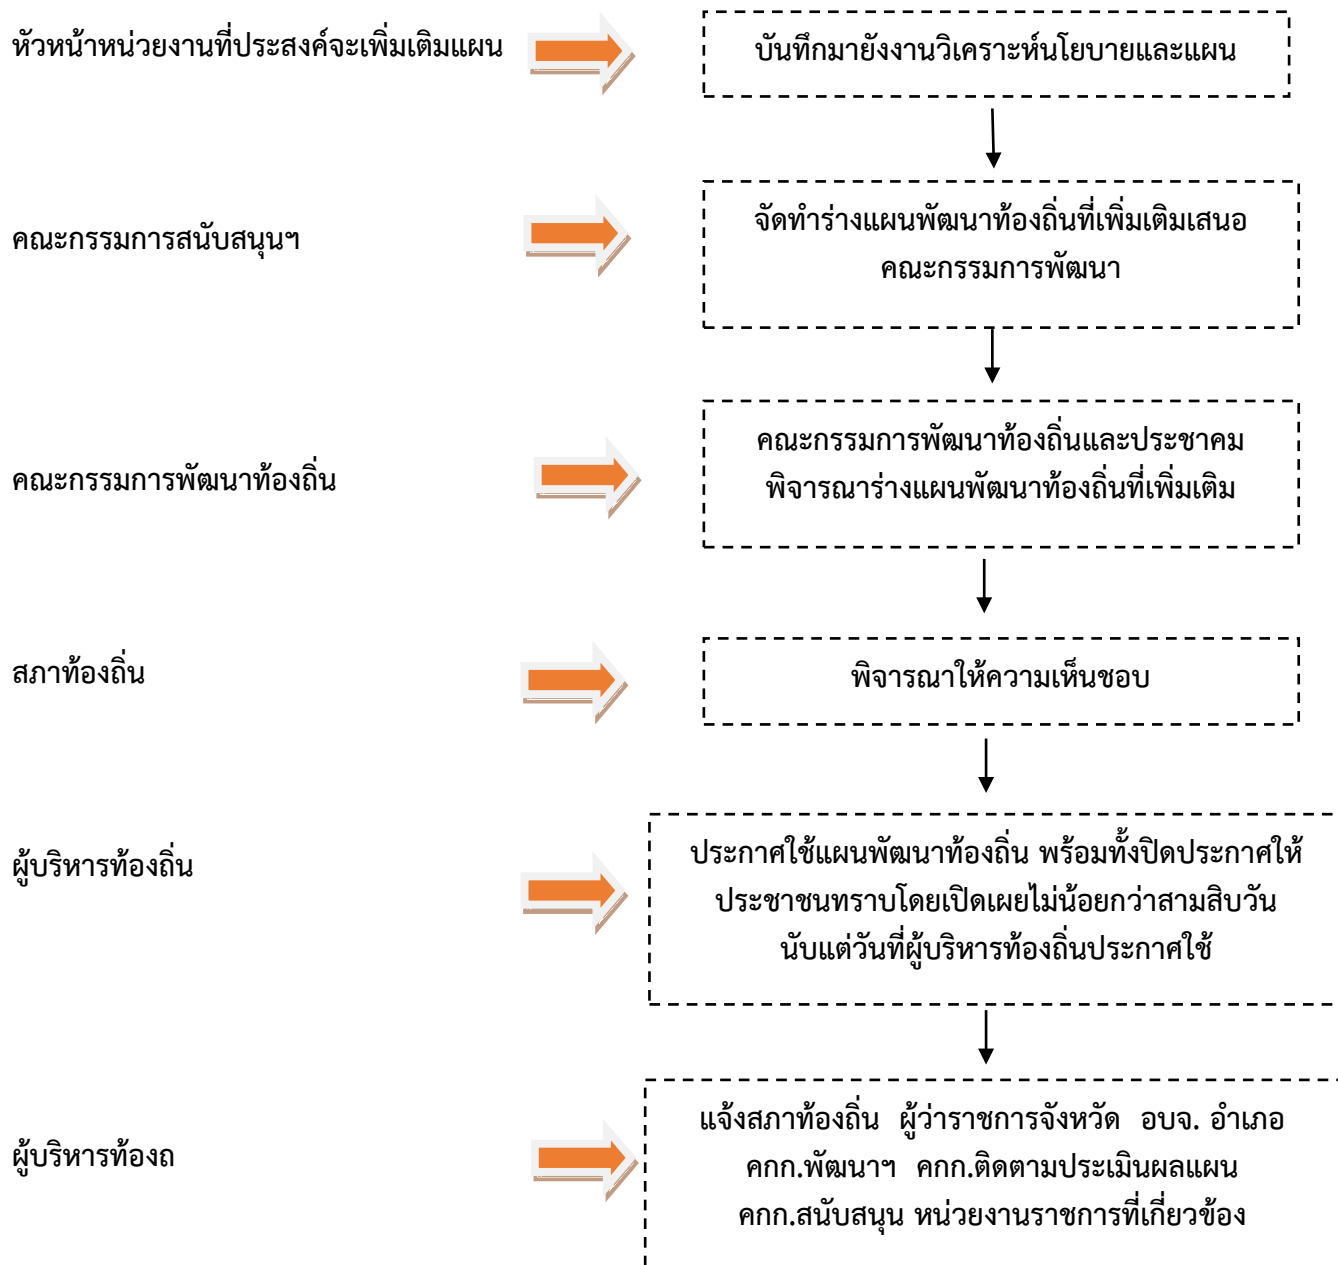 หัวหน้าหน่วยงานที่ประสงค์จะเพิ่มเติมแผน
บันทึกมายังงานวิเคราะห์นโยบายและแผน
คณะกรรมการสนับสนุนฯ
จัดทำร่างแผนพัฒนาท้องถิ่นที่เพิ่มเติมเสนอ
คณะกรรมการพัฒนา
คณะกรรมการพัฒนาท้องถิ่น
คณะกรรมการพัฒนาท้องถิ่นและประชาคม
พิจารณาร่างแผนพัฒนาท้องถิ่นที่เพิ่มเติม
สภาท้องถิ่น
พิจารณาให้ความเห็นชอบ
ผู้บริหารท้องถิ่น
ประกาศใช้แผนพัฒนาท้องถิ่น พร้อมทั้งปิดประกาศให้
ประชาชนทราบโดยเปิดเผยไม่น้อยกว่าสามสิบวัน
นับแต่วันที่ผู้บริหารท้องถิ่นประกาศใช้
ผู้บริหารท้องถ
แจ้งสภาท้องถิ่น ผู้ว่าราชการจังหวัด อบจ. อำเภอ
คกก.พัฒนาฯ คกก.ติดตามประเมินผลแผน
คกก.สนับสนุน หน่วยงานราชการที่เกี่ยวข้อง